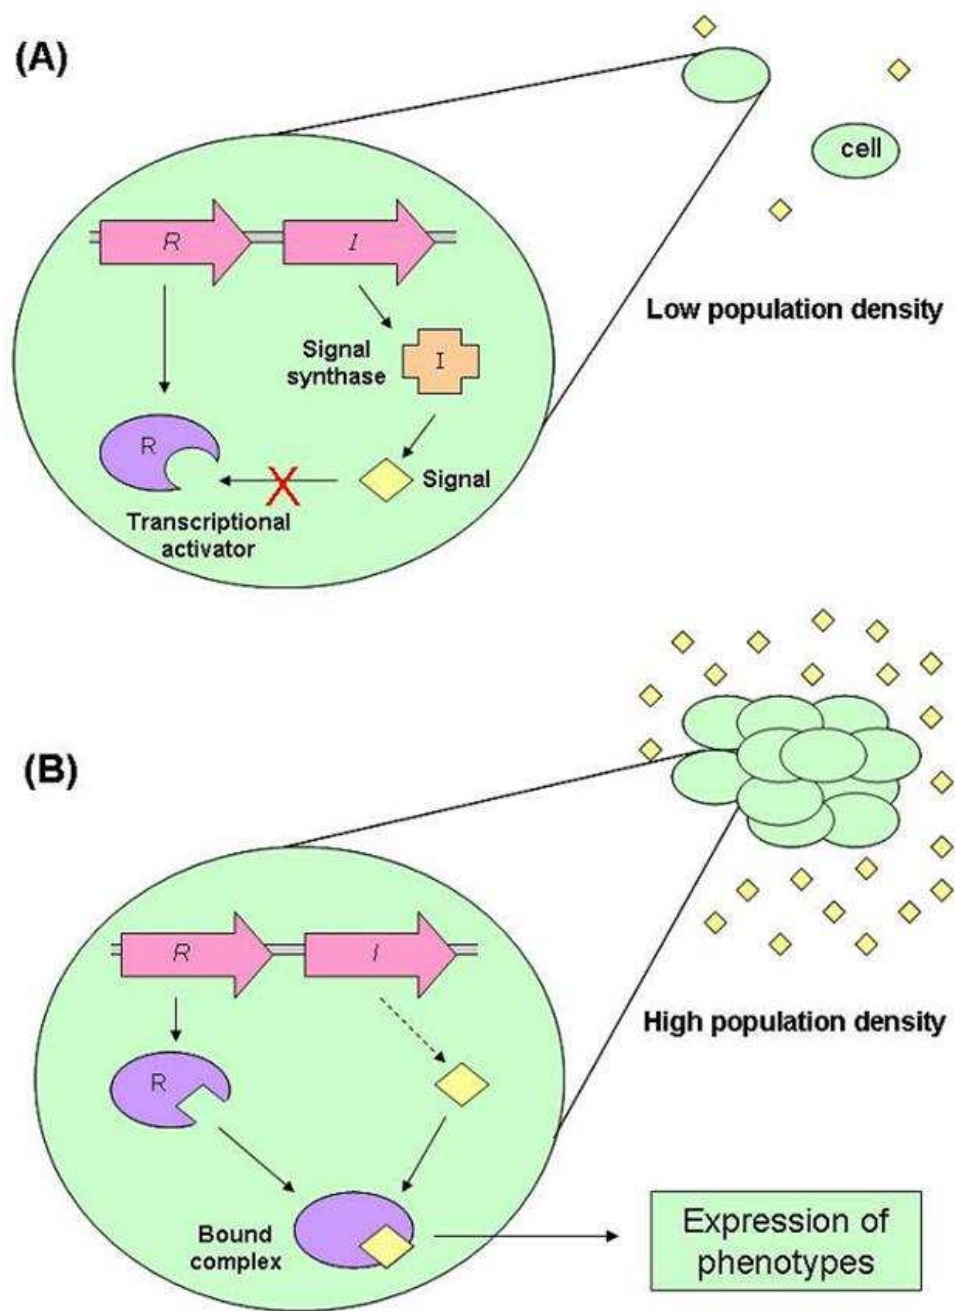 (A)
cell
R
I
Low population density
Signal
synthase
I
R
Signal
Transcriptional
activator
(B)
R
I
High population density
R
Bound
complex
Expression of
phenotypes